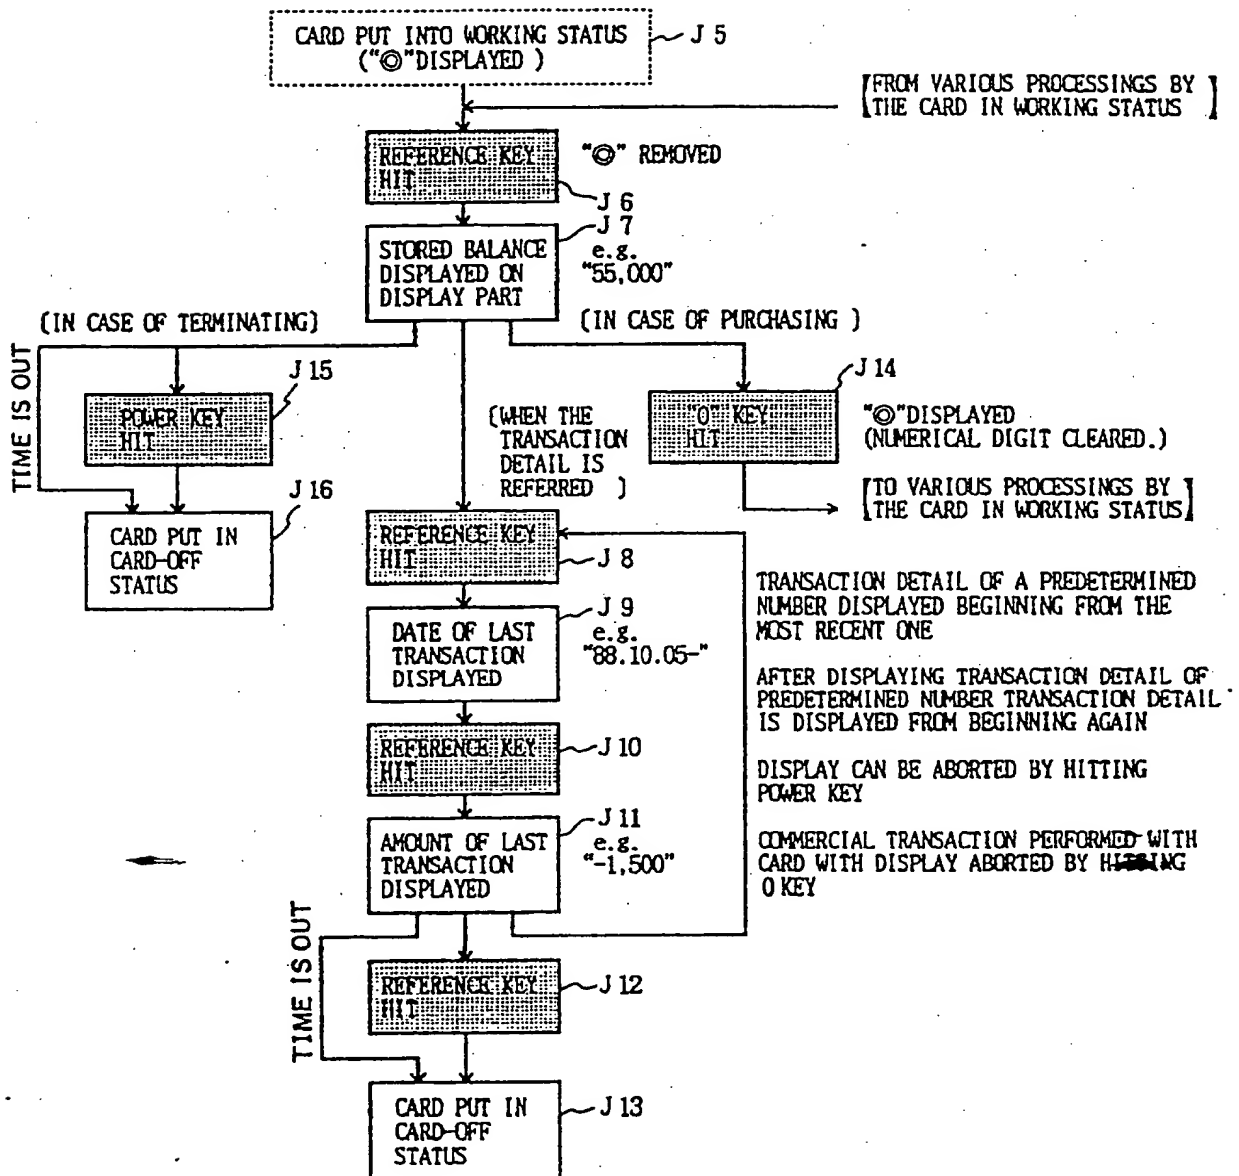 CARD PUT INTO WORKING STATUS
("◎"DISPLAYED )
J 5
[FROM VARIOUS PROCESSINGS BY
THE CARD IN WORKING STATUS ]
REFERENCE KEY
HIT
"◎" REMOVED
J 6
J 7
STORED BALANCE
DISPLAYED ON
DISPLAY PART
e.g.
"55,000"
(IN CASE OF TERMINATING)
(IN CASE OF PURCHASING )
TIME IS OUT
J 15
POWER KEY
HIT
J 14
"0" KEY
HIT
"◎"DISPLAYED
(NUMERICAL DIGIT CLEARED.)
(WHEN THE
TRANSACTION
DETAIL IS
REFERRED )
J 16
CARD PUT IN
CARD-OFF
STATUS
[TO VARIOUS PROCESSINGS BY
THE CARD IN WORKING STATUS]
REFERENCE KEY
HIT
J 8
J 9
DATE OF LAST
TRANSACTION
DISPLAYED
e.g.
"88.10.05-"
TRANSACTION DETAIL OF A PREDETERMINED
NUMBER DISPLAYED BEGINNING FROM THE
MOST RECENT ONE
AFTER DISPLAYING TRANSACTION DETAIL OF
PREDETERMINED NUMBER TRANSACTION DETAIL
IS DISPLAYED FROM BEGINNING AGAIN
REFERENCE KEY
HIT
J 10
DISPLAY CAN BE ABORTED BY HITTING
POWER KEY
J 11
AMOUNT OF LAST
TRANSACTION
DISPLAYED
e.g.
"-1,500"
COMMERCIAL TRANSACTION PERFORMED WITH
CARD WITH DISPLAY ABORTED BY HITTING
0 KEY
TIME IS OUT
REFERENCE KEY
HIT
J 12
CARD PUT IN
CARD-OFF
STATUS
J 13